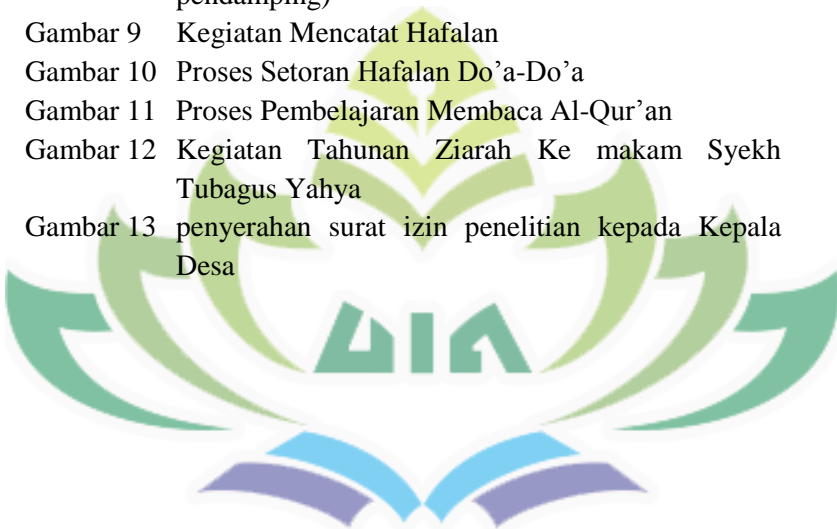 pendamping)
Gambar 9 Kegiatan Mencatat Hafalan
Gambar 10 Proses Setoran Hafalan Do’a-Do’a
Gambar 11 Proses Pembelajaran Membaca Al-Qur’an
Gambar 12 Kegiatan Tahunan Ziarah Ke makam Syekh
Tubagus Yahya
Gambar 13 penyerahan surat izin penelitian kepada Kepala
Desa